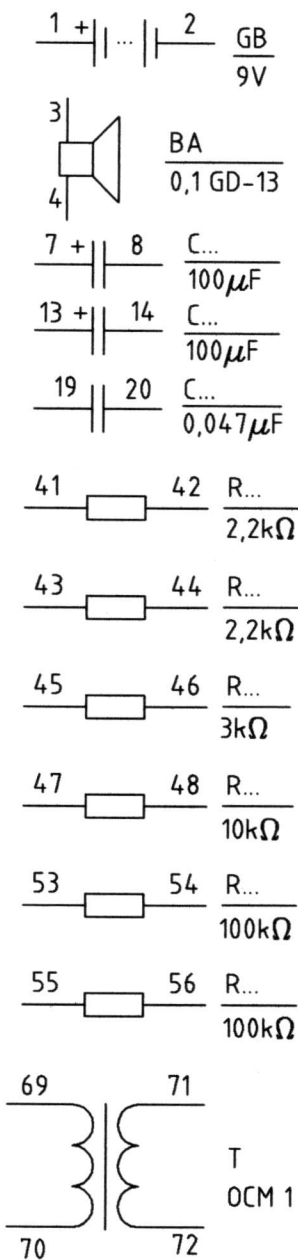 1 + ... 2 GB
9V
3
4
BA
0,1 GD-13
7 + 8 C...
100μF
13 + 14 C...
100μF
19 20 C...
0,047μF
41 42 R...
2,2kΩ
43 44 R...
2,2kΩ
45 46 R...
3kΩ
47 48 R...
10kΩ
53 54 R...
100kΩ
55 56 R...
100kΩ
69 71
T
OCM 1
70 72